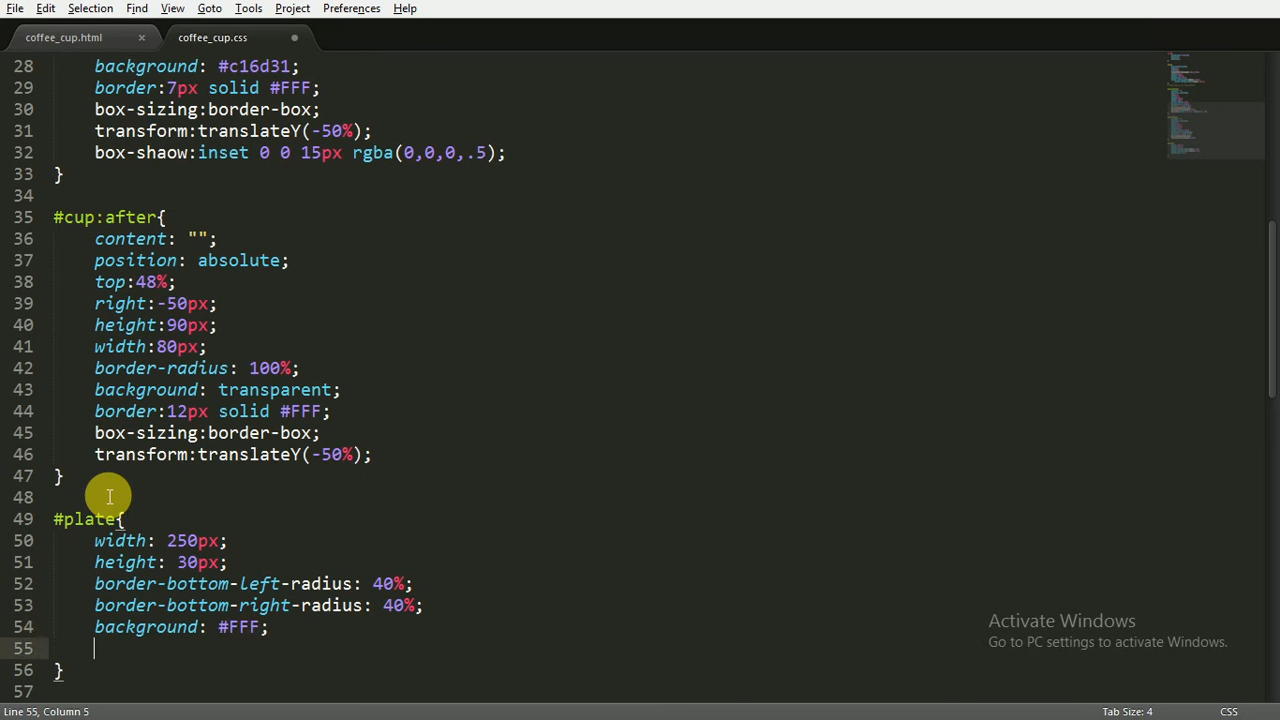 File Edit Selection Find View Goto Tools Project Preferences Help
coffee_cup.html × coffee_cup.css
28 background: #c16d31;
29 border:7px solid #FFF;
30 box-sizing:border-box;
31 transform:translateY(-50%);
32 box-shaow:inset 0 0 15px rgba(0,0,0,.5);
33 }
34
35 #cup:after{
36 content: "";
37 position: absolute;
38 top:48%;
39 right:-50px;
40 height:90px;
41 width:80px;
42 border-radius: 100%;
43 background: transparent;
44 border:12px solid #FFF;
45 box-sizing:border-box;
46 transform:translateY(-50%);
47 }
48
49 #plate{
50 width: 250px;
51 height: 30px;
52 border-bottom-left-radius: 40%;
53 border-bottom-right-radius: 40%;
54 background: #FFF;
55
56 }
57
Activate Windows
Go to PC settings to activate Windows.
Line 55, Column 5 Tab Size: 4 CSS